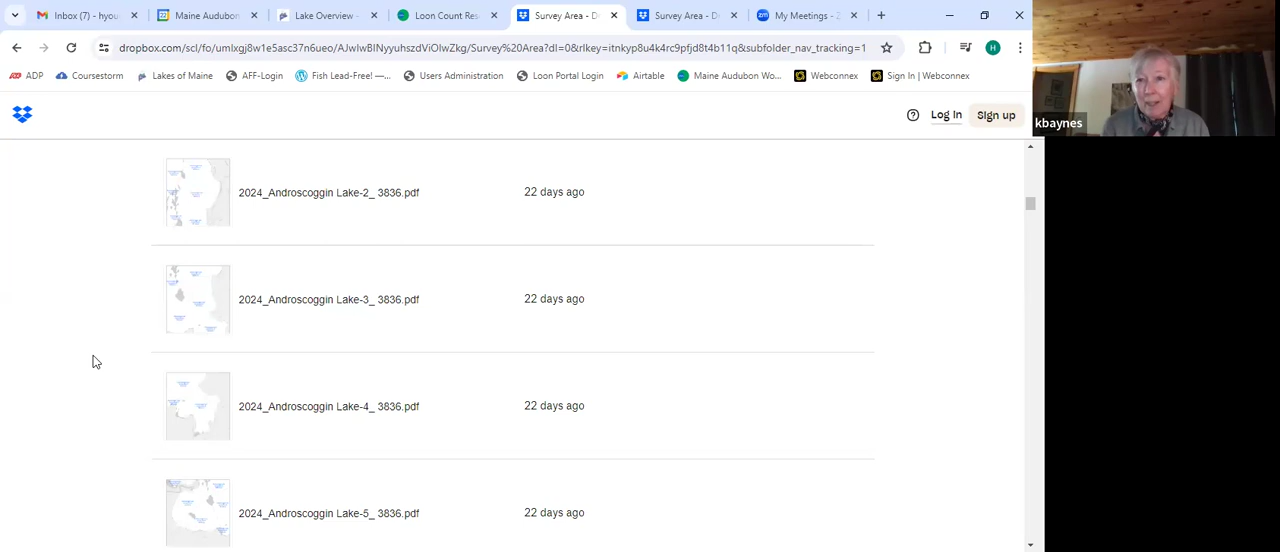 Inbox (7) - hyou
Maine Audubon
Lake Overview
Loon Count Res
Survey Area - D
Survey Area - D
My Meetings -
dropbox.com/scl/fo/umlxgj8w1e5asc37n6uev/AJwIwBlNyyuhszdViOlwZkg/Survey%20Area?dl=0&rlkey=itnkyp8u4k4rc9pfjd8t4b11q&subfolder_nav_tracking=1
ADP
Coursestorm
Lakes of Maine
AFF-Login
Fish Lead-Free! —...
Users Administration
Loon Portal Login
Airtable
Maine Audubon Wo...
Webconnex
Sign In | Webconnex
Log in
Sign up
kbaynes
2024_Androscoggin Lake-2_ 3836.pdf
22 days ago
2024_Androscoggin Lake-3_ 3836.pdf
22 days ago
2024_Androscoggin Lake-4_ 3836.pdf
22 days ago
2024_Androscoggin Lake-5_ 3836.pdf
22 days ago